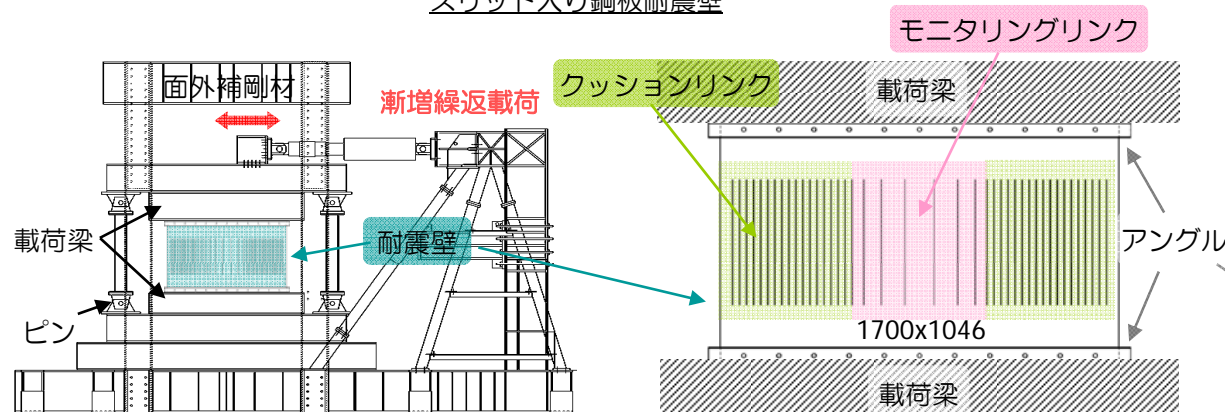 スリット入り鋼板耐震壁
モニタリングリンク
面外補剛材
漸増繰返載荷
クッションリンク
載荷梁
載荷梁
耐震壁
アングル
ピン
1700x1046
載荷梁